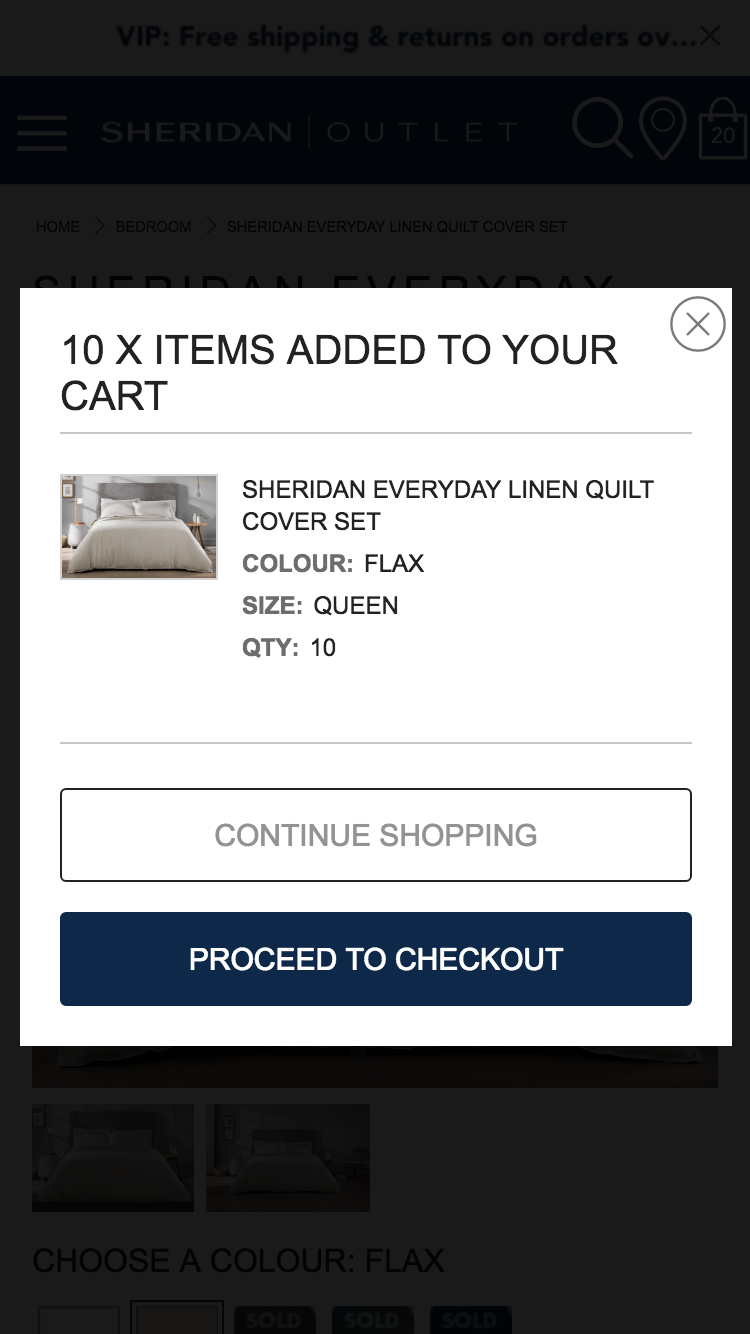 VIP: Free shipping & returns on orders ov...
SHERIDAN | OUTLET
20
HOME > BEDROOM > SHERIDAN EVERYDAY LINEN QUILT COVER SET
SHERIDAN EVERYDAY
10 X ITEMS ADDED TO YOUR
CART
SHERIDAN EVERYDAY LINEN QUILT
COVER SET
COLOUR: FLAX
SIZE: QUEEN
QTY: 10
CONTINUE SHOPPING
PROCEED TO CHECKOUT
CHOOSE A COLOUR: FLAX
SOLD SOLD SOLD